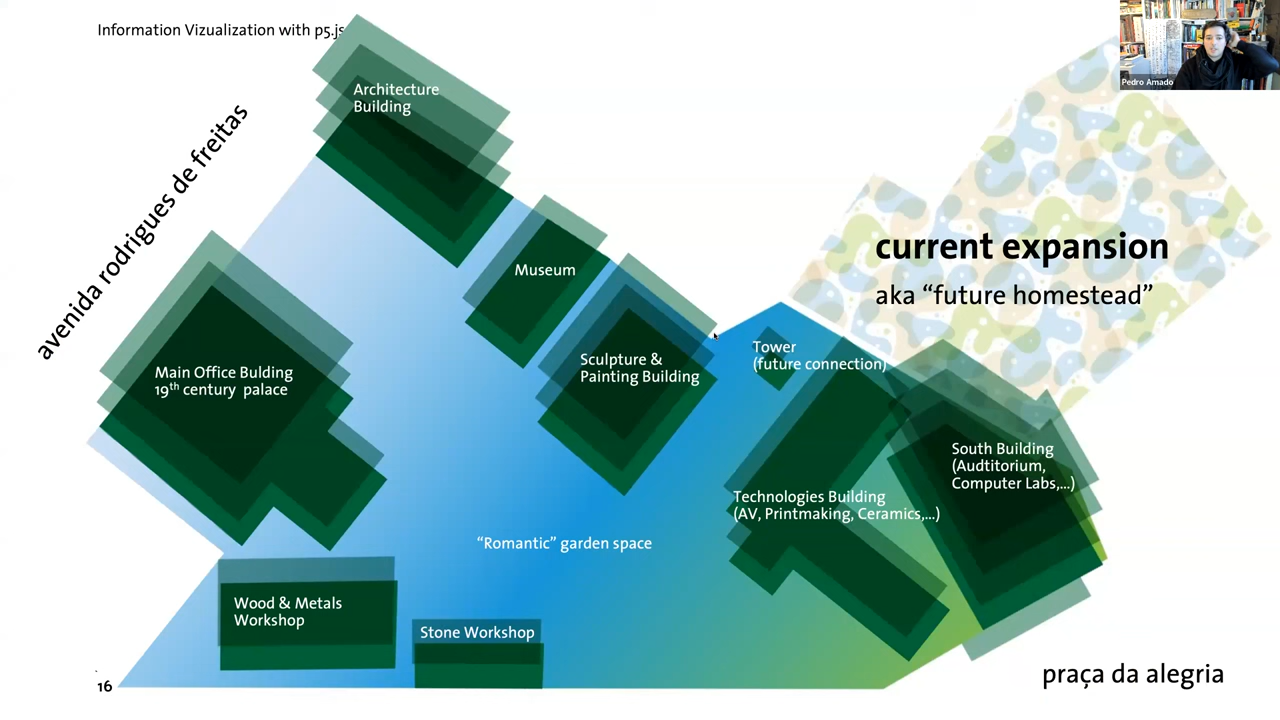 Information Vizualization with p5.js
Pedro Amado
Architecture
Building
avenida rodrigues de freitas
Museum
current expansion
aka “future homestead”
Tower
(future connection)
Sculpture &
Painting Building
Main Office Bulding
19th century palace
South Building
(Audtitorium,
Computer Labs,...)
Technologies Building
(AV, Printmaking, Ceramics,...)
“Romantic” garden space
Wood & Metals
Workshop
Stone Workshop
praça da alegria
16